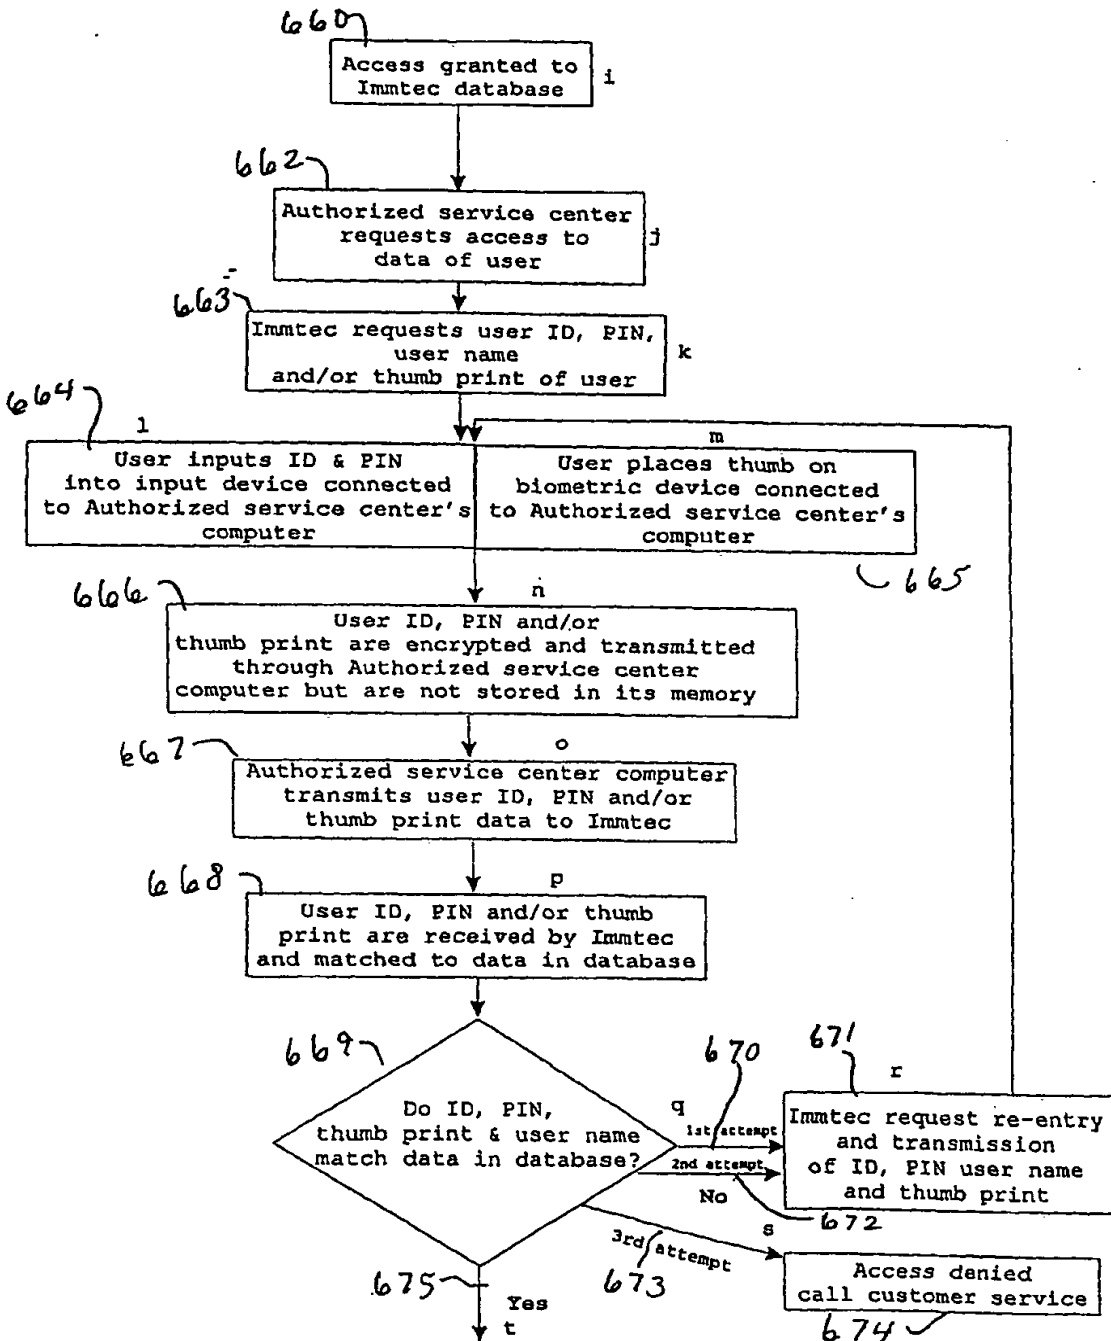 660
Access granted to
Immtec database
i
662
Authorized service center
requests access to
data of user
j
663
Immtec requests user ID, PIN,
user name
and/or thumb print of user
k
664
l
User inputs ID & PIN
into input device connected
to Authorized service center's
computer
m
User places thumb on
biometric device connected
to Authorized service center's
computer
665
666
n
User ID, PIN and/or
thumb print are encrypted and transmitted
through Authorized service center
computer but are not stored in its memory
667
o
Authorized service center computer
transmits user ID, PIN and/or
thumb print data to Immtec
668
p
User ID, PIN and/or thumb
print are received by Immtec
and matched to data in database
669
Do ID, PIN,
thumb print & user name
match data in database?
670
q
1st attempt
2nd attempt
No
672
671
r
Immtec request re-entry
and transmission
of ID, PIN user name
and thumb print
s
3rd attempt
673
Access denied
call customer service
674
675
Yes
t